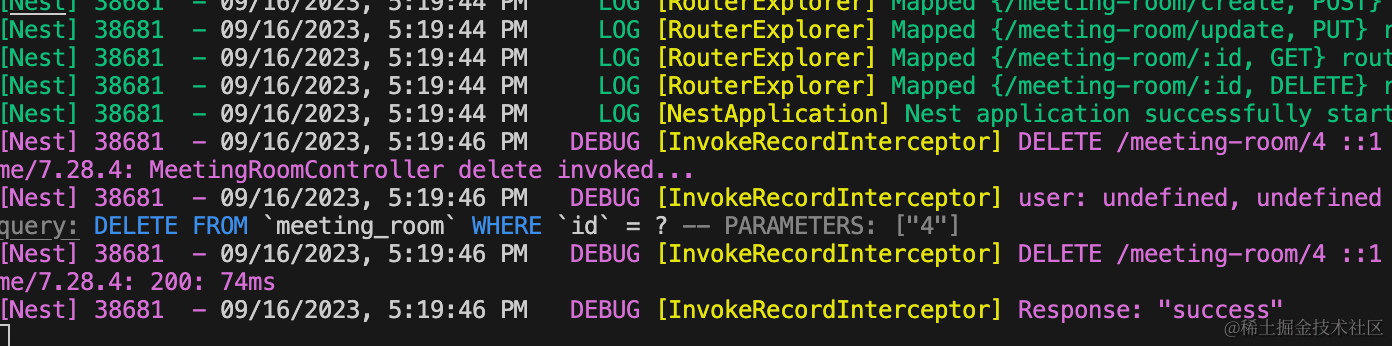 [Nest] 38681  - 09/16/2023, 5:19:44 PM     LOG [RouterExplorer] Mapped {/meeting-room/create, POST}
[Nest] 38681  - 09/16/2023, 5:19:44 PM     LOG [RouterExplorer] Mapped {/meeting-room/update, PUT} r
[Nest] 38681  - 09/16/2023, 5:19:44 PM     LOG [RouterExplorer] Mapped {/meeting-room/:id, GET} rout
[Nest] 38681  - 09/16/2023, 5:19:44 PM     LOG [RouterExplorer] Mapped {/meeting-room/:id, DELETE} r
[Nest] 38681  - 09/16/2023, 5:19:44 PM     LOG [NestApplication] Nest application successfully start
[Nest] 38681  - 09/16/2023, 5:19:46 PM   DEBUG [InvokeRecordInterceptor] DELETE /meeting-room/4 ::1
me/7.28.4: MeetingRoomController delete invoked...
[Nest] 38681  - 09/16/2023, 5:19:46 PM   DEBUG [InvokeRecordInterceptor] user: undefined, undefined
query: DELETE FROM `meeting_room` WHERE `id` = ? -- PARAMETERS: ["4"]
[Nest] 38681  - 09/16/2023, 5:19:46 PM   DEBUG [InvokeRecordInterceptor] DELETE /meeting-room/4 ::1
me/7.28.4: 200: 74ms
[Nest] 38681  - 09/16/2023, 5:19:46 PM   DEBUG [InvokeRecordInterceptor] Response: "success"
@稀土掘金技术社区